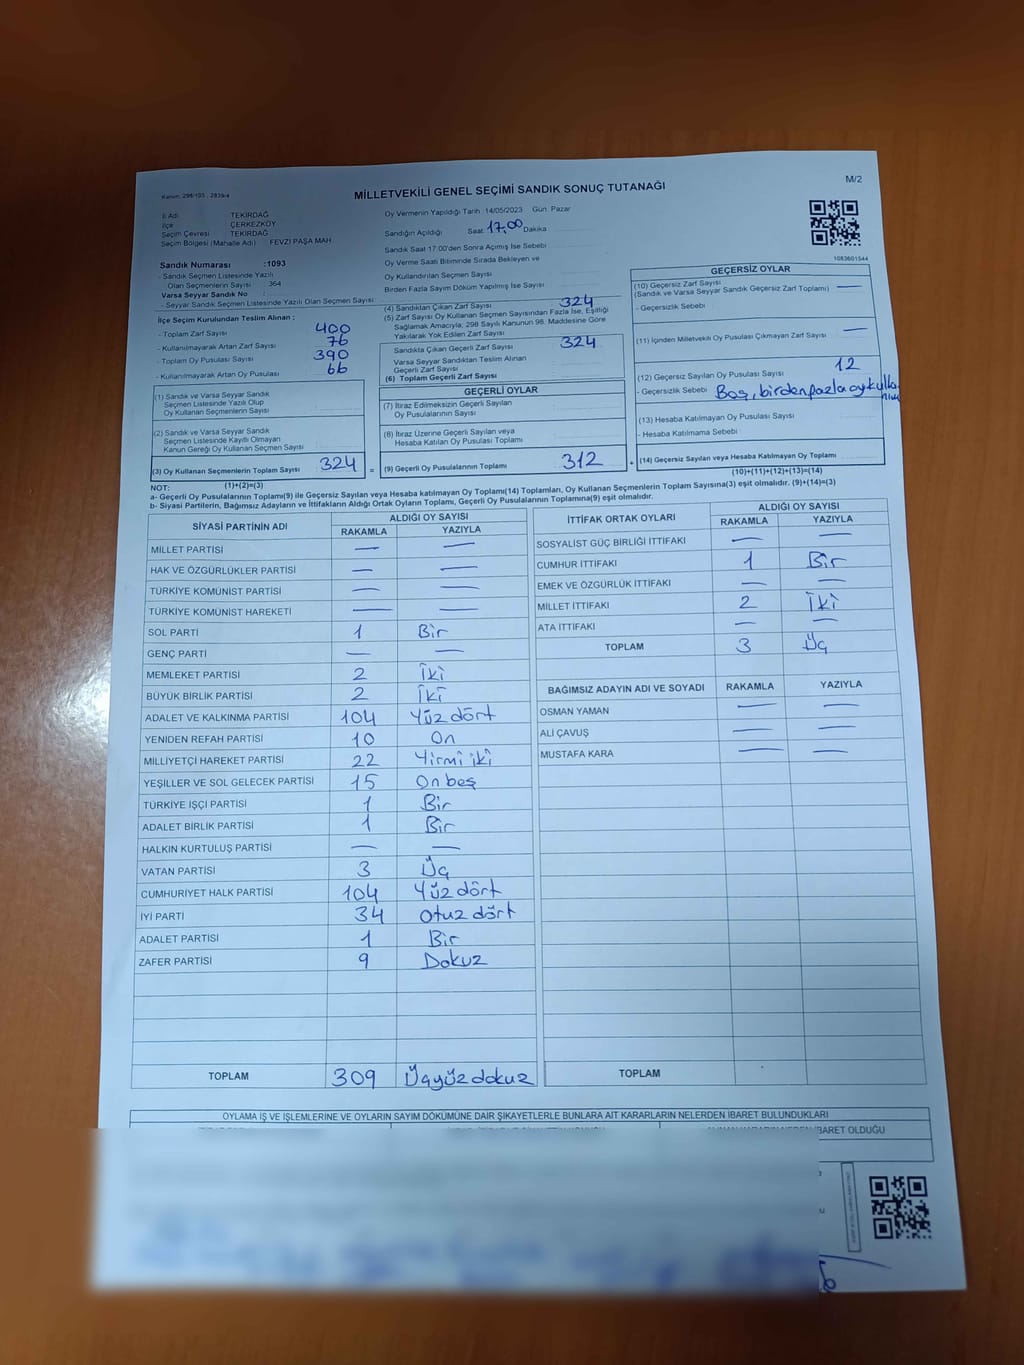 Kanun: 298/105 , 2839/4
MİLLETVEKİLİ GENEL SEÇİMİ SANDIK SONUÇ TUTANAĞI
M/2
İl Adı TEKİRDAĞ
İlçe ÇERKEZKÖY
Seçim Çevresi TEKİRDAĞ
Seçim Bölgesi (Mahalle Adı) FEVZİ PAŞA MAH
Sandık Numarası :1093
- Sandık Seçmen Listesinde Yazılı
Olan Seçmenlerin Sayısı 364
Varsa Seyyar Sandık No :
- Seyyar Sandık Seçmen Listesinde Yazılı Olan Seçmen Sayısı
İlçe Seçim Kurulundan Teslim Alınan :
- Toplam Zarf Sayısı 400
- Kullanılmayarak Artan Zarf Sayısı 76
- Toplam Oy Pusulası Sayısı 390
- Kullanılmayarak Artan Oy Pusulası 66
Oy Vermenin Yapıldığı Tarih :14/05/2023 Gün: Pazar
Sandığın Açıldığı Saat 17,00 Dakika
Sandık Saat 17:00'den Sonra Açımış İse Sebebi
Oy Verme Saati Bitiminde Sırada Bekleyen ve
Oy Kullandırılan Seçmen Sayısı
Birden Fazla Sayım Döküm Yapılmış İse Sayısı
(4) Sandıktan Çıkan Zarf Sayısı 324
(5) Zarf Sayısı Oy Kullanan Seçmen Sayısından Fazla İse, Eşitliği
Sağlamak Amacıyla, 298 Sayılı Kanunun 98. Maddesine Göre
Yakılarak Yok Edilen Zarf Sayısı
Sandıkta Çıkan Geçerli Zarf Sayısı 324
Varsa Seyyar Sandıktan Teslim Alınan
Geçerli Zarf Sayısı
(6) Toplam Geçerli Zarf Sayısı
1083601544
GEÇERSİZ OYLAR
(10) Geçersiz Zarf Sayısı
(Sandık ve Varsa Seyyar Sandık Geçersiz Zarf Toplamı) —
- Geçersizlik Sebebi
(11) İçinden Milletvekili Oy Pusulası Çıkmayan Zarf Sayısı —
(12) Geçersiz Sayılan Oy Pusulası Sayısı 12
- Geçersizlik Sebebi Boş, birden fazla oy kulla
(13) Hesaba Katılmayan Oy Pusulası Sayısı
- Hesaba Katılmama Sebebi
(14) Geçersiz Sayılan veya Hesaba Katılmayan Oy Toplamı
(10)+(11)+(12)+(13)=(14)
(1) Sandık ve Varsa Seyyar Sandık
Seçmen Listesinde Yazılı Olup
Oy Kullanan Seçmenlerin Sayısı
(2) Sandık ve Varsa Seyyar Sandık
Seçmen Listesinde Kayıtlı Olmayan
Kanun Gereği Oy Kullanan Seçmen Sayısı
(3) Oy Kullanan Seçmenlerin Toplam Sayısı 324 =
(1)+(2)=(3)
GEÇERLİ OYLAR
(7) İtiraz Edilmeksizin Geçerli Sayılan
Oy Pusulalarının Sayısı
(8) İtiraz Üzerine Geçerli Sayılan veya
Hesaba Katılan Oy Pusulası Toplamı
(9) Geçerli Oy Pusulalarının Toplamı 312 +
NOT:
a- Geçerli Oy Pusulalarının Toplamı(9) ile Geçersiz Sayılan veya Hesaba katılmayan Oy Toplamı(14) Toplamları, Oy Kullanan Seçmenlerin Toplam Sayısına(3) eşit olmalıdır. (9)+(14)=(3)
b- Siyasi Partilerin, Bağımsız Adayların ve İttifakların Aldığı Ortak Oyların Toplamı, Geçerli Oy Pusulalarının Toplamına(9) eşit olmalıdır.
SİYASİ PARTİNİN ADI ALDIĞI OY SAYISI
RAKAMLA YAZIYLA
MİLLET PARTİSİ — —
HAK VE ÖZGÜRLÜKLER PARTİSİ — —
TÜRKİYE KOMÜNİST PARTİSİ — —
TÜRKİYE KOMÜNİST HAREKETİ — —
SOL PARTİ 1 Bir
GENÇ PARTİ — —
MEMLEKET PARTİSİ 2 İki
BÜYÜK BİRLİK PARTİSİ 2 İki
ADALET VE KALKINMA PARTİSİ 104 Yüz dört
YENİDEN REFAH PARTİSİ 10 On
MİLLİYETÇİ HAREKET PARTİSİ 22 Yirmi iki
YEŞİLLER VE SOL GELECEK PARTİSİ 15 On beş
TÜRKİYE İŞÇİ PARTİSİ 1 Bir
ADALET BİRLİK PARTİSİ 1 Bir
HALKIN KURTULUŞ PARTİSİ — —
VATAN PARTİSİ 3 Üç
CUMHURİYET HALK PARTİSİ 104 Yüz dört
İYİ PARTİ 34 Otuz dört
ADALET PARTİSİ 1 Bir
ZAFER PARTİSİ 9 Dokuz
TOPLAM 309 Üçyüz dokuz
İTTİFAK ORTAK OYLARI ALDIĞI OY SAYISI
RAKAMLA YAZIYLA
SOSYALİST GÜÇ BİRLİĞİ İTTİFAKI — —
CUMHUR İTTİFAKI 1 Bir
EMEK VE ÖZGÜRLÜK İTTİFAKI — —
MİLLET İTTİFAKI 2 İki
ATA İTTİFAKI — —
TOPLAM 3 Üç
BAĞIMSIZ ADAYIN ADI VE SOYADI RAKAMLA YAZIYLA
OSMAN YAMAN — —
ALİ ÇAVUŞ — —
MUSTAFA KARA — —
TOPLAM
OYLAMA İŞ VE İŞLEMLERİNE VE OYLARIN SAYIM DÖKÜMÜNE DAİR ŞİKAYETLERLE BUNLARA AİT KARARLARIN NELERDEN İBARET BULUNDUKLARI
İBARET OLDUĞU